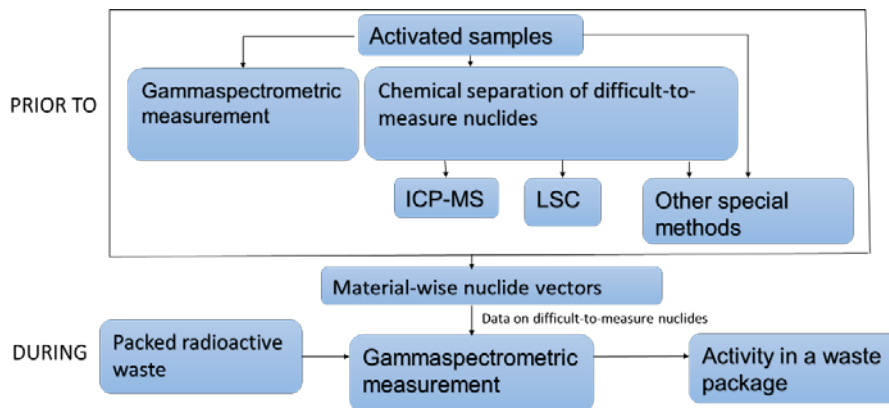 Activated samples
PRIOR TO
Gammaspectrometric
measurement
Chemical separation of difficult-to-
measure nuclides
ICP-MS
LSC
Other special
methods
Material-wise nuclide vectors
Data on difficult-to-measure nuclides
DURING
Packed radioactive
waste
Gammaspectrometric
measurement
Activity in a waste
package